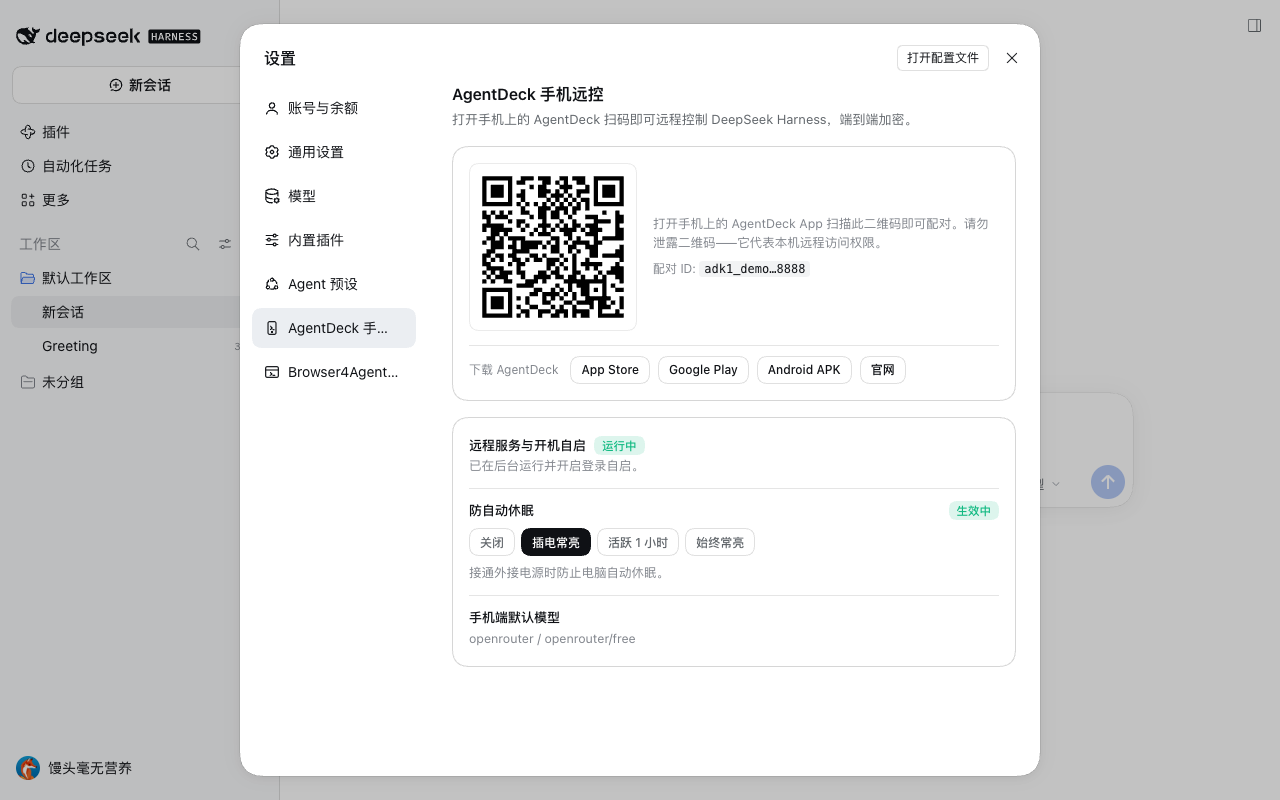 deepseek HARNESS
新会话
插件
自动化任务
更多
工作区
默认工作区
新会话
Greeting
3
未分组
馒头毫无营养
设置
打开配置文件
账号与余额
通用设置
模型
内置插件
Agent 预设
AgentDeck 手...
Browser4Agent...
AgentDeck 手机远控
打开手机上的 AgentDeck 扫码即可远程控制 DeepSeek Harness，端到端加密。
打开手机上的 AgentDeck App 扫描此二维码即可配对。请勿
泄露二维码——它代表本机远程访问权限。
配对 ID: adk1_demo…8888
下载 AgentDeck
App Store
Google Play
Android APK
官网
远程服务与开机自启 运行中
已在后台运行并开启登录自启。
防自动休眠 生效中
关闭
插电常亮
活跃 1 小时
始终常亮
接通外接电源时防止电脑自动休眠。
手机端默认模型
openrouter / openrouter/free